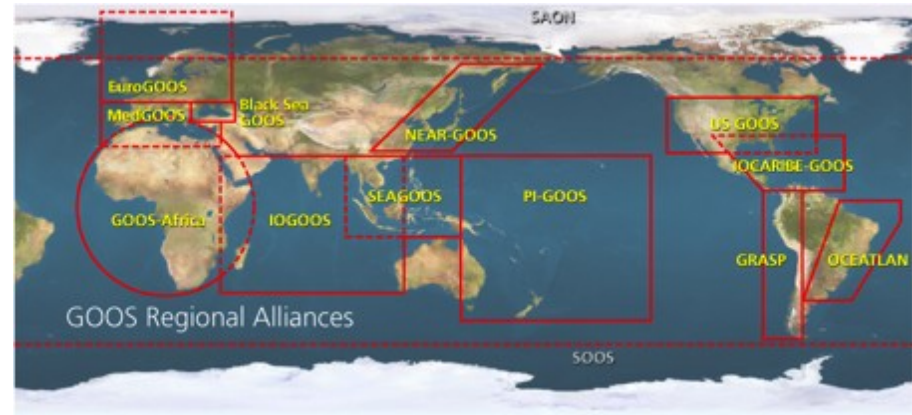 SAON
EuroGOOS
MedGOOS
Black Sea
GOOS
NEAR-GOOS
US GOOS
IOCARIBE-GOOS
GOOS-Africa
IOGOOS
SEAGOOS
PI-GOOS
GRASP
OCEATLAN
GOOS Regional Alliances
SOOS